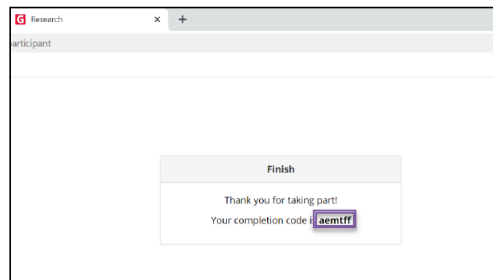 G Research × +
articipant
Finish
Thank you for taking part!
Your completion code i aemtff